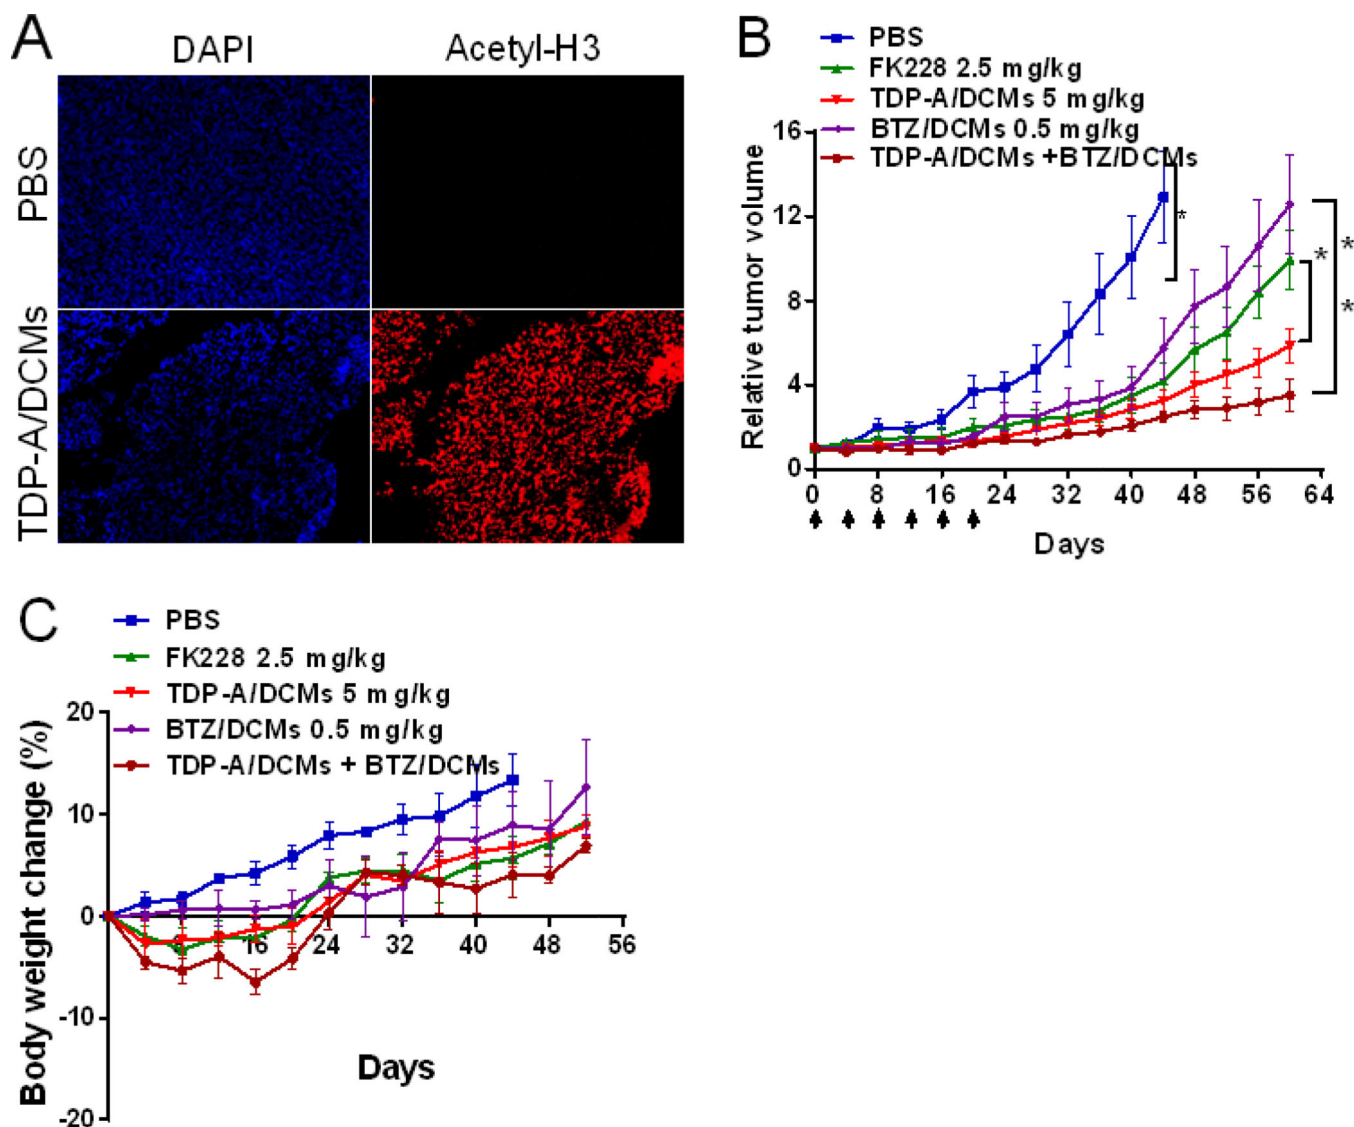 A
DAPI
Acetyl-H3
PBS
TDP-A/DCMs
B
PBS
FK228 2.5 mg/kg
TDP-A/DCMs 5 mg/kg
BTZ/DCMs 0.5 mg/kg
TDP-A/DCMs +BTZ/DCMs
Relative tumor volume
16
12
8
4
0
*
*
*
*
0 8 16 24 32 40 48 56 64
Days
C
PBS
FK228 2.5 mg/kg
TDP-A/DCMs 5 mg/kg
BTZ/DCMs 0.5 mg/kg
TDP-A/DCMs + BTZ/DCMs
Body weight change (%)
20
10
0
-10
-20
16 24 32 40 48 56
Days